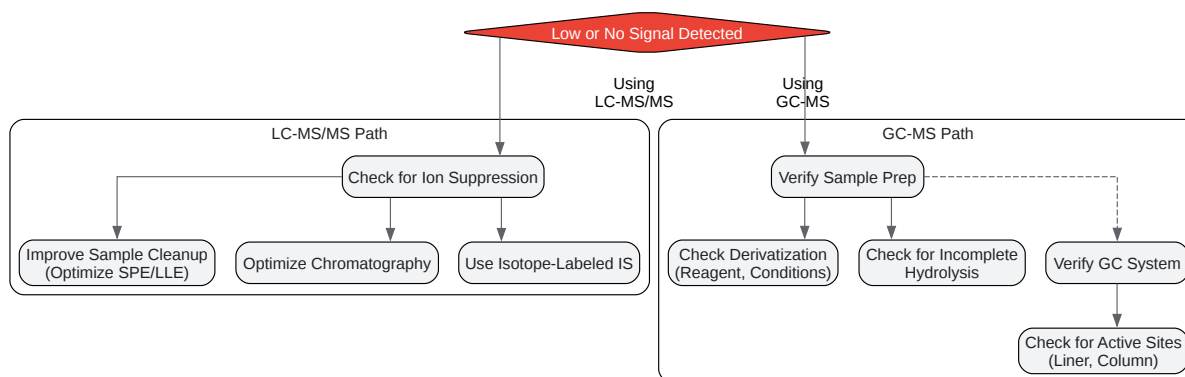 Low or No Signal Detected
Using
LC-MS/MS
Using
GC-MS
LC-MS/MS Path
GC-MS Path
Check for Ion Suppression
Verify Sample Prep
Improve Sample Cleanup
(Optimize SPE/LLE)
Optimize Chromatography
Use Isotope-Labeled IS
Check Derivatization
(Reagent, Conditions)
Check for Incomplete
Hydrolysis
Verify GC System
Check for Active Sites
(Liner, Column)